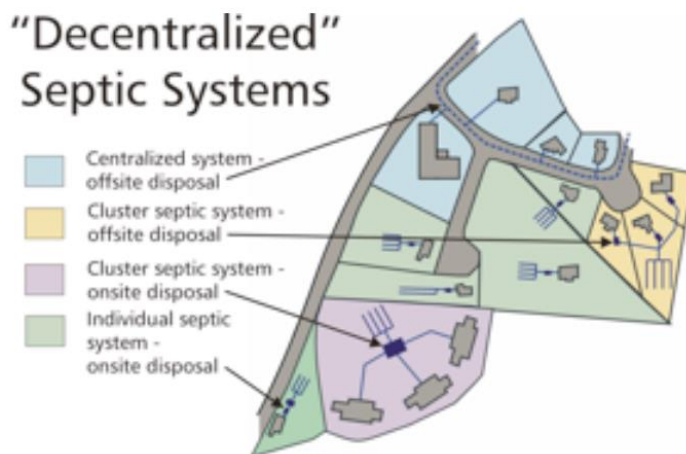 "Decentralized"
Septic Systems
Centralized system -
offsite disposal
Cluster septic system -
offsite disposal
Cluster septic system -
onsite disposal
Individual septic
system -
onsite disposal